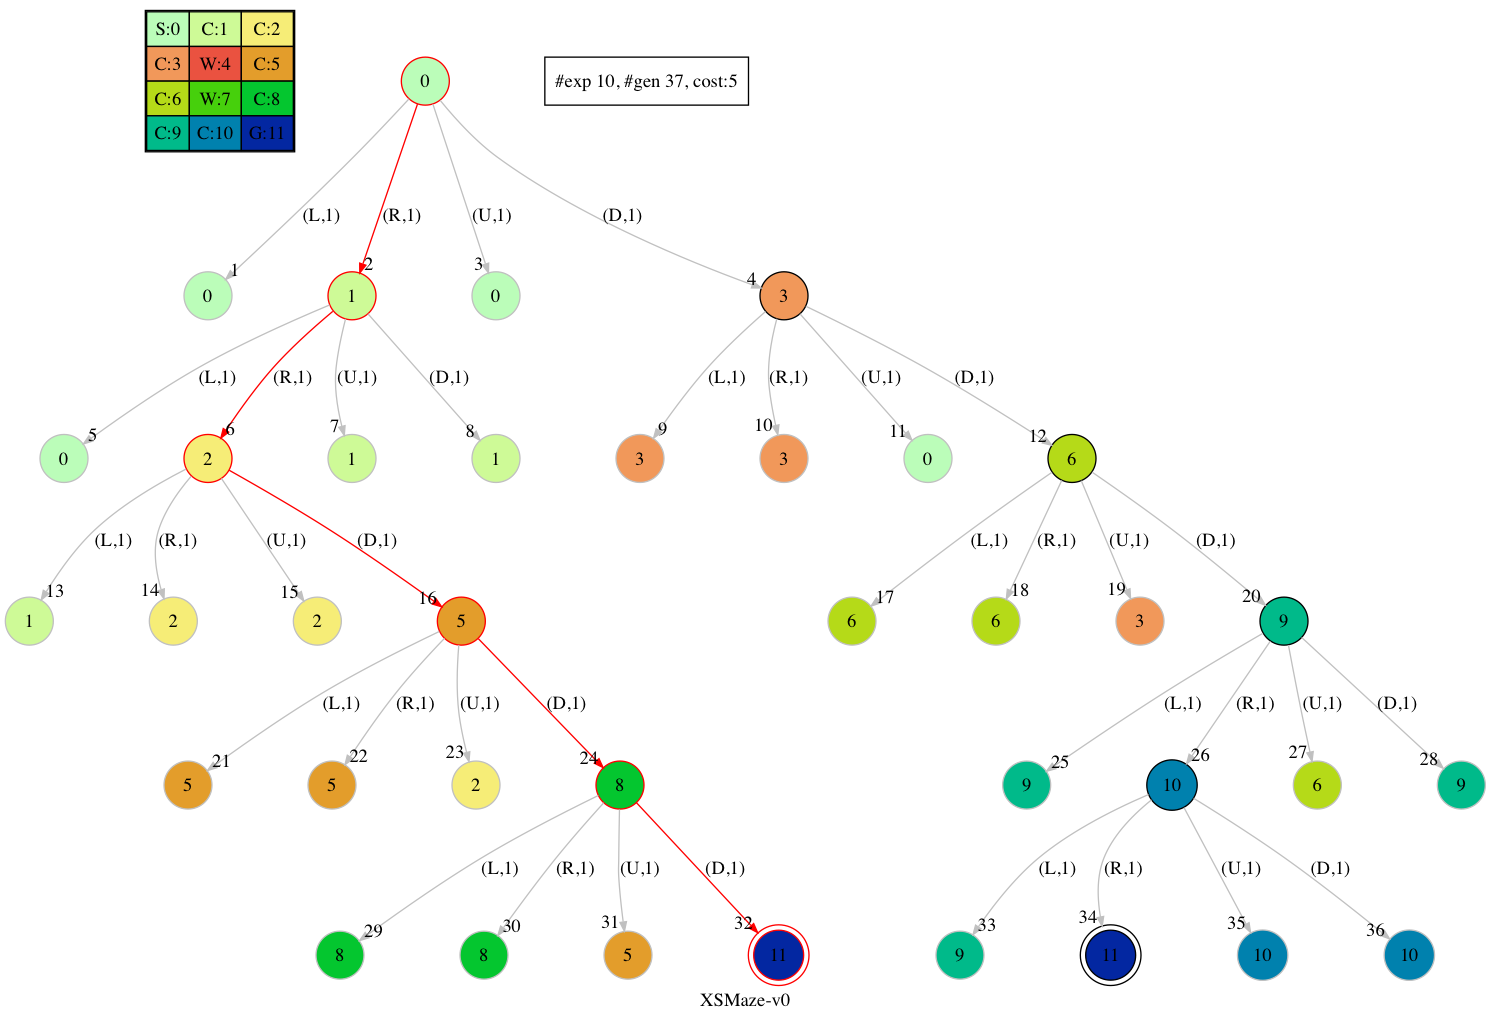 S:0 C:1 C:2
C:3 W:4 C:5
C:6 W:7 C:8
C:9 C:10 G:11
#exp 10, #gen 37, cost:5
0
(L,1) (R,1) (U,1) (D,1)
1 2 3 4
0 1 0 3
(L,1) (R,1) (U,1) (D,1) (L,1) (R,1) (U,1) (D,1)
5 6 7 8 9 10 11 12
0 2 1 1 3 3 0 6
(L,1) (R,1) (U,1) (D,1) (L,1) (R,1) (U,1) (D,1)
13 14 15 16 17 18 19 20
1 2 2 5 6 6 3 9
(L,1) (R,1) (U,1) (D,1) (L,1) (R,1) (U,1) (D,1)
21 22 23 24 25 26 27 28
5 5 2 8 9 10 6 9
(L,1) (R,1) (U,1) (D,1) (L,1) (R,1) (U,1) (D,1)
29 30 31 32 33 34 35 36
8 8 5 11 9 11 10 10
XSMaze-v0